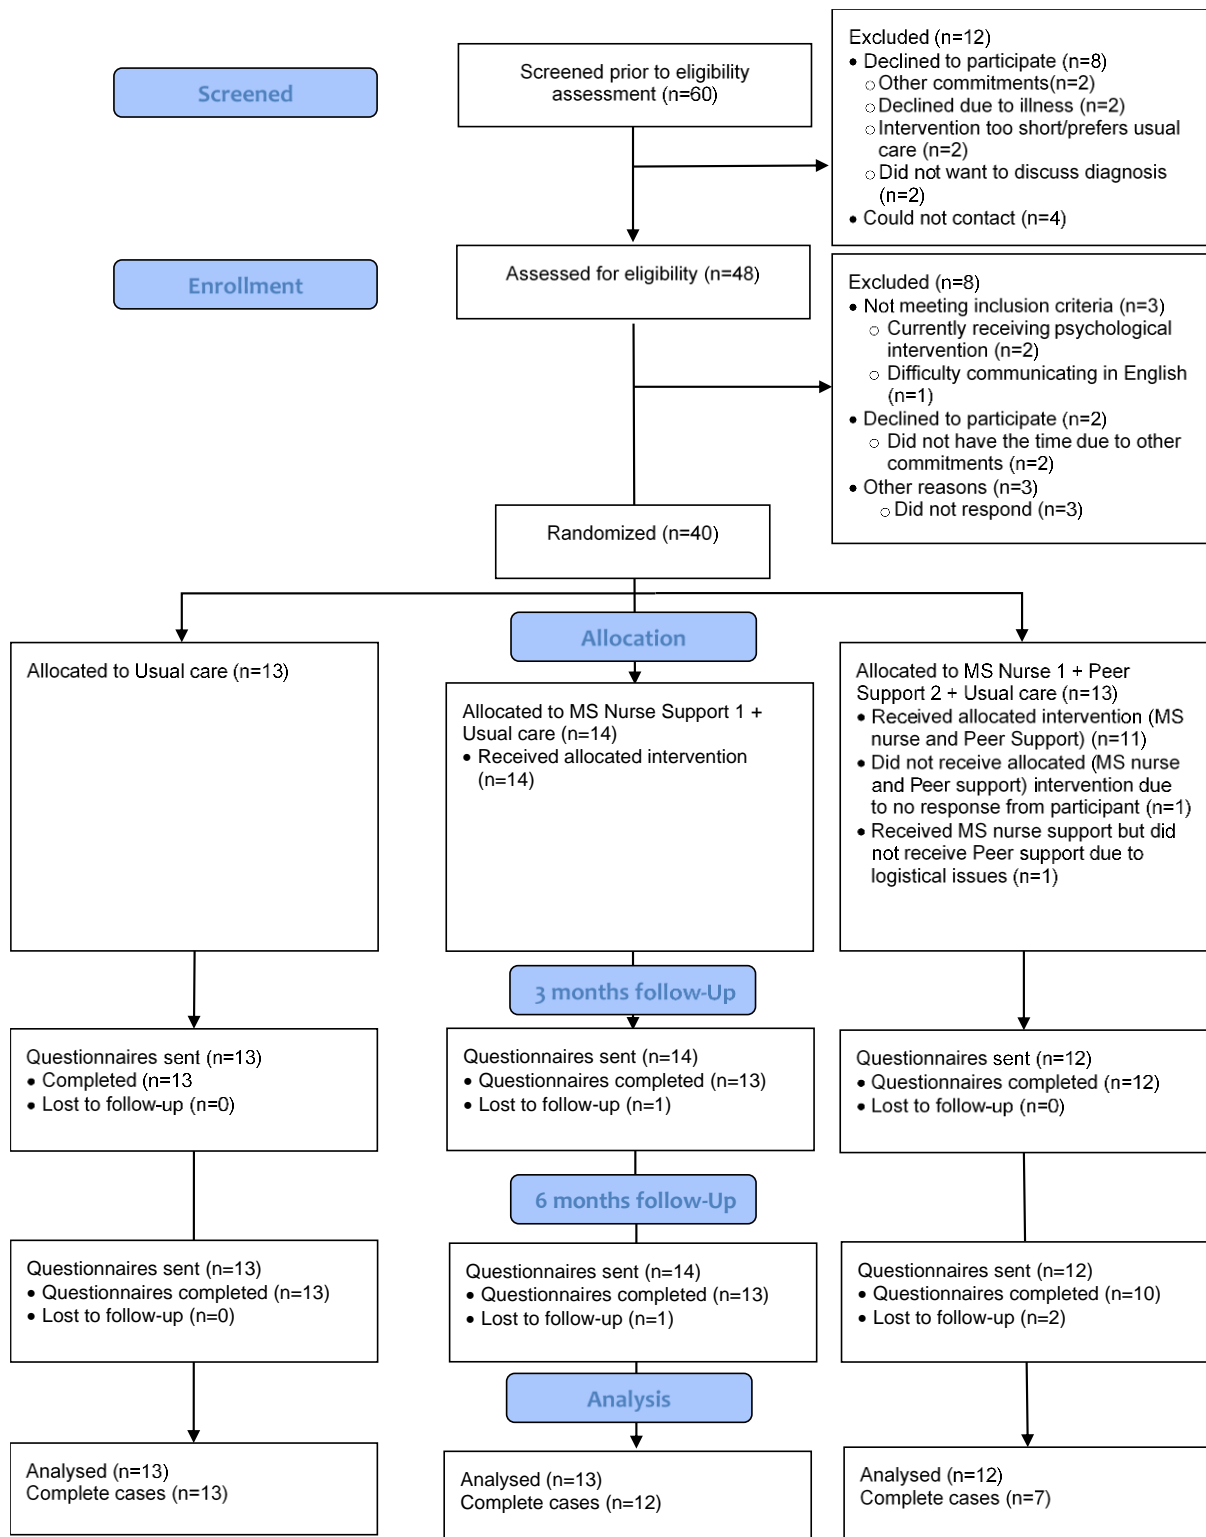 Screened
Screened prior to eligibility
assessment (n=60)
Excluded (n=12)
• Declined to participate (n=8)
○ Other commitments(n=2)
○ Declined due to illness (n=2)
○ Intervention too short/prefers usual
care (n=2)
○ Did not want to discuss diagnosis
(n=2)
• Could not contact (n=4)
Enrollment
Assessed for eligibility (n=48)
Excluded (n=8)
• Not meeting inclusion criteria (n=3)
○ Currently receiving psychological
intervention (n=2)
○ Difficulty communicating in English
(n=1)
• Declined to participate (n=2)
○ Did not have the time due to other
commitments (n=2)
• Other reasons (n=3)
○ Did not respond (n=3)
Randomized (n=40)
Allocation
Allocated to Usual care (n=13)
Allocated to MS Nurse Support 1 +
Usual care (n=14)
• Received allocated intervention
(n=14)
Allocated to MS Nurse 1 + Peer
Support 2 + Usual care (n=13)
• Received allocated intervention (MS
nurse and Peer Support) (n=11)
• Did not receive allocated (MS nurse
and Peer support) intervention due
to no response from participant (n=1)
• Received MS nurse support but did
not receive Peer support due to
logistical issues (n=1)
3 months follow-Up
Questionnaires sent (n=13)
• Completed (n=13
• Lost to follow-up (n=0)
Questionnaires sent (n=14)
• Questionnaires completed (n=13)
• Lost to follow-up (n=1)
Questionnaires sent (n=12)
• Questionnaires completed (n=12)
• Lost to follow-up (n=0)
6 months follow-Up
Questionnaires sent (n=13)
• Questionnaires completed (n=13)
• Lost to follow-up (n=0)
Questionnaires sent (n=14)
• Questionnaires completed (n=13)
• Lost to follow-up (n=1)
Questionnaires sent (n=12)
• Questionnaires completed (n=10)
• Lost to follow-up (n=2)
Analysis
Analysed (n=13)
Complete cases (n=13)
Analysed (n=13)
Complete cases (n=12)
Analysed (n=12)
Complete cases (n=7)